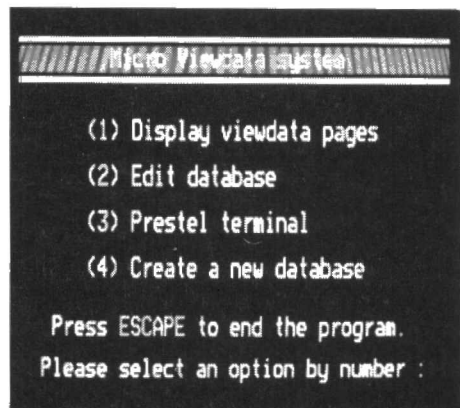 Micro Viewdata system
(1) Display viewdata pages
(2) Edit database
(3) Prestel terminal
(4) Create a new database
Press ESCAPE to end the program.
Please select an option by number :